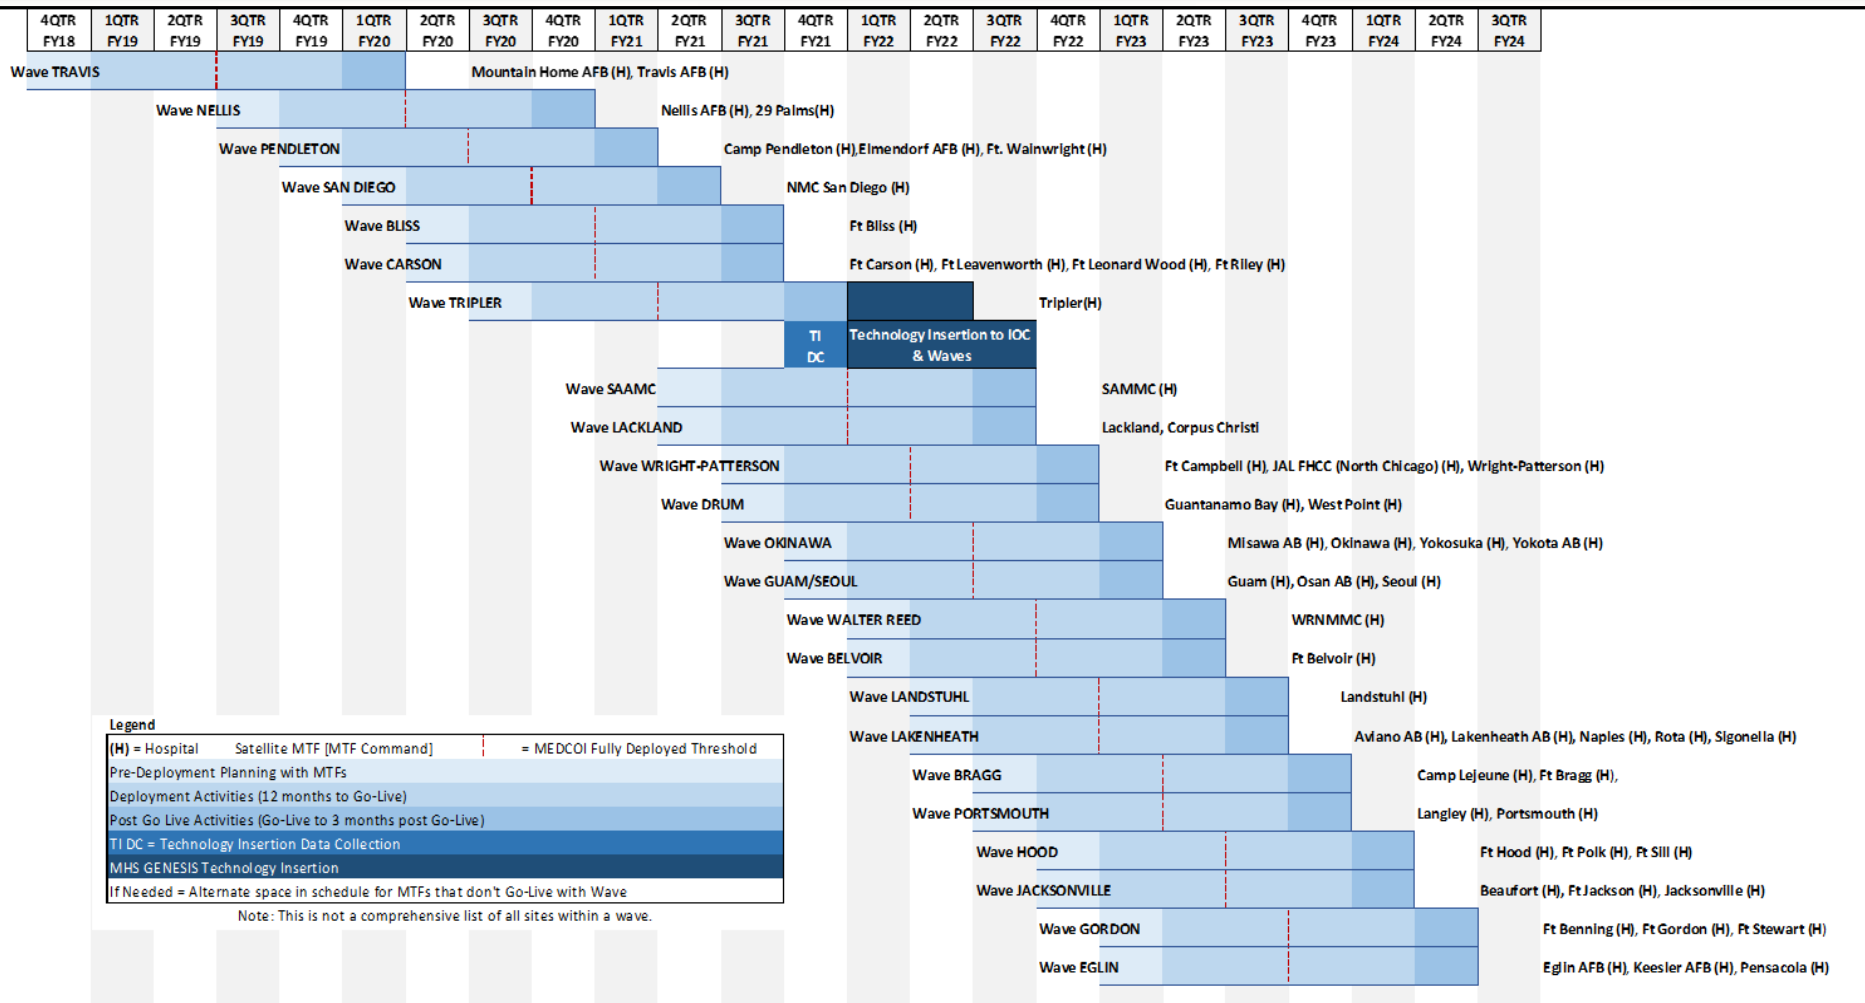 4QTR 1QTR 2QTR 3QTR 4QTR 1QTR 2QTR 3QTR 4QTR 1QTR 2QTR 3QTR 4QTR 1QTR 2QTR 3QTR 4QTR 1QTR 2QTR 3QTR 4QTR 1QTR 2QTR 3QTR
FY18 FY19 FY19 FY19 FY19 FY20 FY20 FY20 FY20 FY21 FY21 FY21 FY21 FY22 FY22 FY22 FY22 FY23 FY23 FY23 FY23 FY24 FY24 FY24
Wave TRAVIS Mountain Home AFB (H), Travis AFB (H)
Wave NELLIS Nellis AFB (H), 29 Palms(H)
Wave PENDLETON Camp Pendleton (H),Elmendorf AFB (H), Ft. Wainwright (H)
Wave SAN DIEGO NMC San Diego (H)
Wave BLISS Ft Bliss (H)
Wave CARSON Ft Carson (H), Ft Leavenworth (H), Ft Leonard Wood (H), Ft Riley (H)
Wave TRIPLER Tripler(H)
TI Technology Insertion to IOC
DC & Waves
Wave SAAMC SAMMC (H)
Wave LACKLAND Lackland, Corpus Christi
Wave WRIGHT-PATTERSON Ft Campbell (H), JAL FHCC (North Chicago) (H), Wright-Patterson (H)
Wave DRUM Guantanamo Bay (H), West Point (H)
Wave OKINAWA Misawa AB (H), Okinawa (H), Yokosuka (H), Yokota AB (H)
Wave GUAM/SEOUL Guam (H), Osan AB (H), Seoul (H)
Wave WALTER REED WRNMMC (H)
Wave BELVOIR Ft Belvoir (H)
Wave LANDSTUHL Landstuhl (H)
Wave LAKENHEATH Aviano AB (H), Lakenheath AB (H), Naples (H), Rota (H), Sigonella (H)
Wave BRAGG Camp Lejeune (H), Ft Bragg (H),
Wave PORTSMOUTH Langley (H), Portsmouth (H)
Wave HOOD Ft Hood (H), Ft Polk (H), Ft Sill (H)
Wave JACKSONVILLE Beaufort (H), Ft Jackson (H), Jacksonville (H)
Wave GORDON Ft Benning (H), Ft Gordon (H), Ft Stewart (H)
Wave EGLIN Eglin AFB (H), Keesler AFB (H), Pensacola (H)
Legend
(H) = Hospital Satellite MTF [MTF Command] = MEDCOI Fully Deployed Threshold
Pre-Deployment Planning with MTFs
Deployment Activities (12 months to Go-Live)
Post Go Live Activities (Go-Live to 3 months post Go-Live)
TI DC = Technology Insertion Data Collection
MHS GENESIS Technology Insertion
If Needed = Alternate space in schedule for MTFs that don't Go-Live with Wave
Note: This is not a comprehensive list of all sites within a wave.